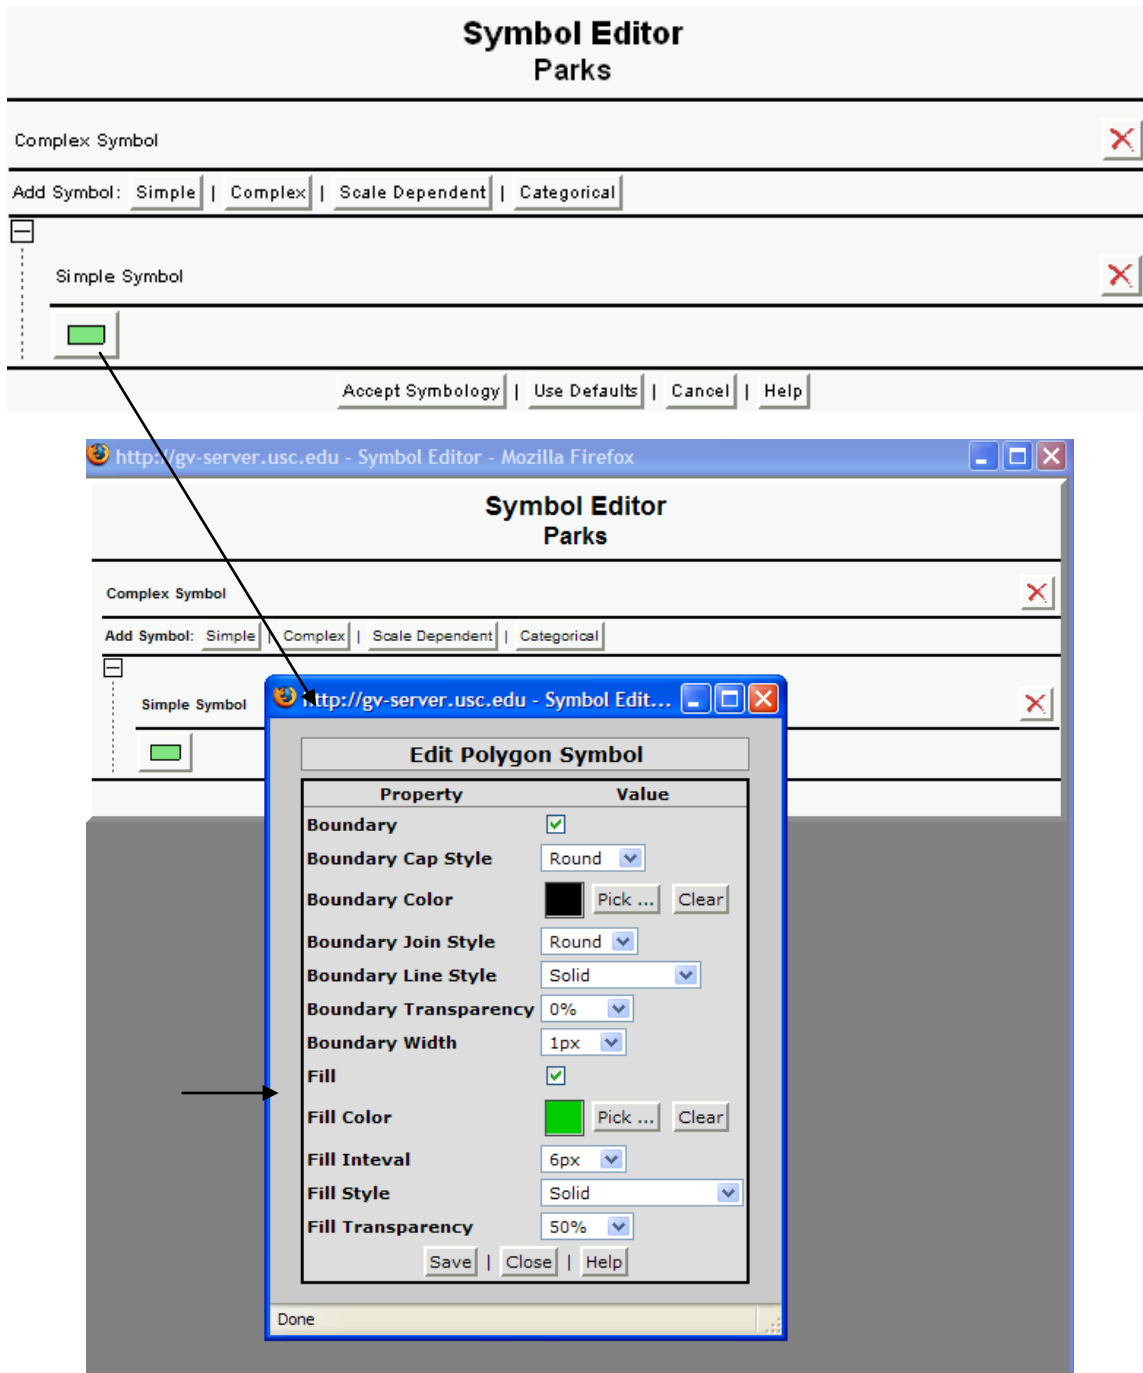 Symbol Editor
Parks
Complex Symbol
Add Symbol: Simple | Complex | Scale Dependent | Categorical
Simple Symbol
Accept Symbology | Use Defaults | Cancel | Help
http://gv-server.usc.edu - Symbol Editor - Mozilla Firefox
Symbol Editor
Parks
Complex Symbol
Add Symbol: Simple | Complex | Scale Dependent | Categorical
Simple Symbol
http://gv-server.usc.edu - Symbol Edit...
Edit Polygon Symbol
Property Value
Boundary
Boundary Cap Style Round
Boundary Color Pick ... Clear
Boundary Join Style Round
Boundary Line Style Solid
Boundary Transparency 0%
Boundary Width 1px
Fill
Fill Color Pick ... Clear
Fill Inteval 6px
Fill Style Solid
Fill Transparency 50%
Save | Close | Help
Done